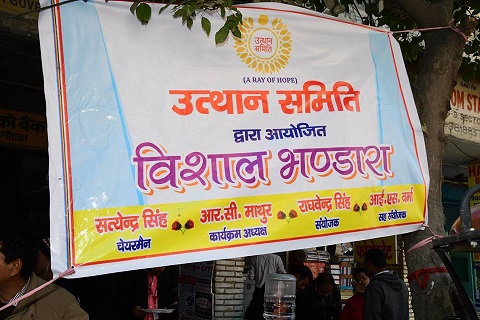 उत्थान
समिति
(A RAY OF HOPE)
उत्थान समिति
द्वारा आयोजित
विशाल भण्डारा
सत्येन्द्र सिंह
चेयरमैन
आर.सी. माथुर
कार्यक्रम अध्यक्ष
राघवेन्द्र सिंह
संयोजक
आई.एस. वर्मा
सह संयोजक